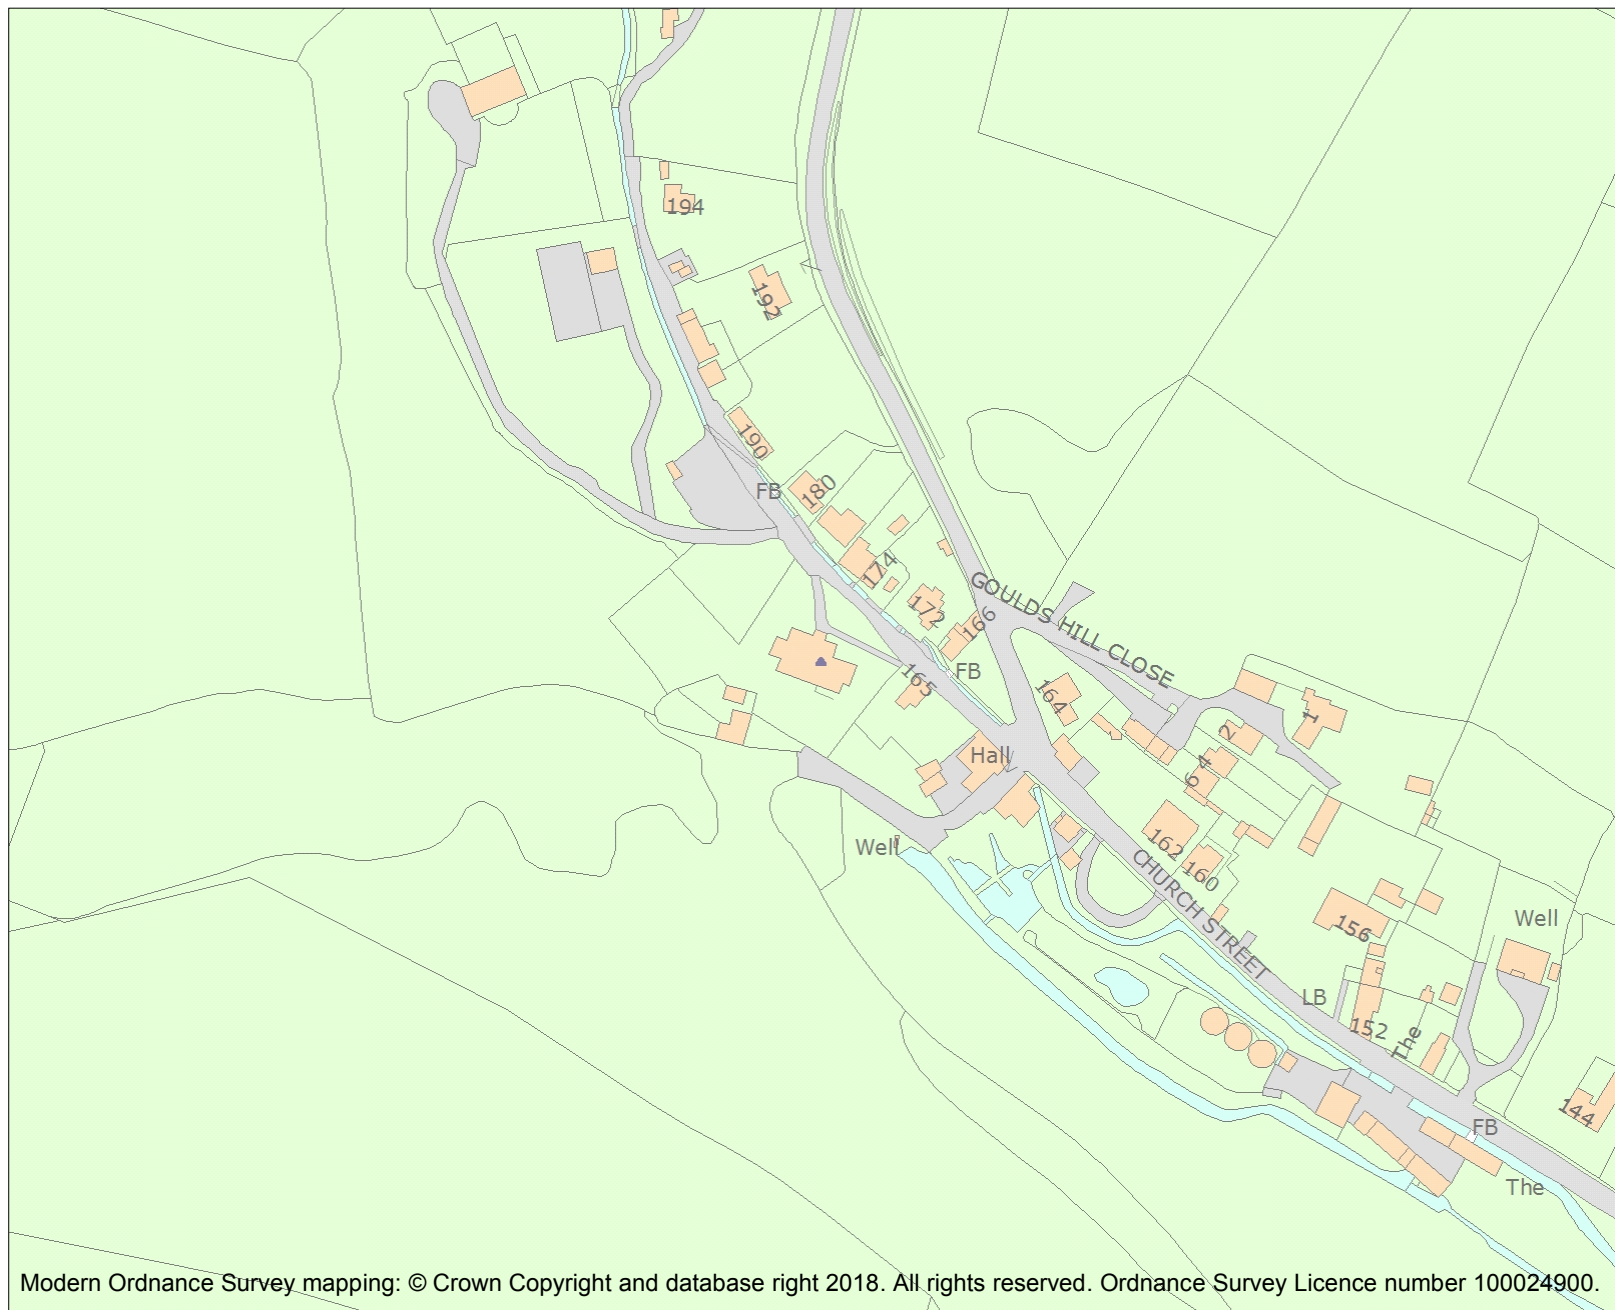 194
192
190
180
FB
174
172
166
GOULDS HILL CLOSE
FB
165
164
Hall
1
2
4
6
Well
162
160
CHURCH STREET
156
Well
LB
152
The
144
FB
The
Modern Ordnance Survey mapping: © Crown Copyright and database right 2018. All rights reserved. Ordnance Survey Licence number 100024900.